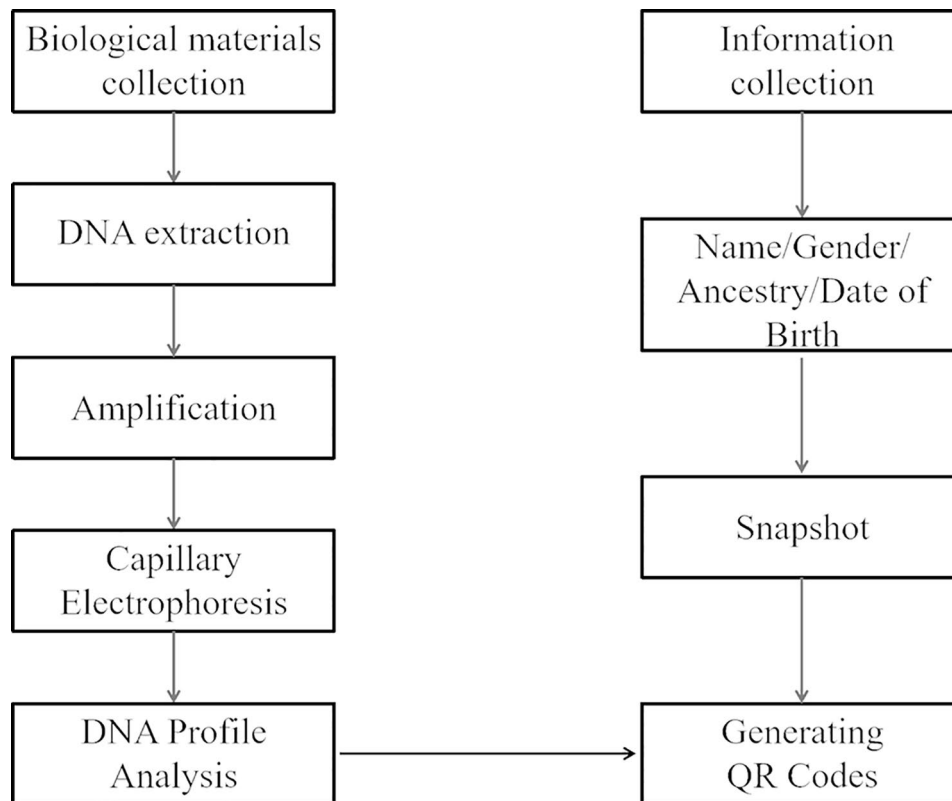 Biological materials
collection
DNA extraction
Amplification
Capillary
Electrophoresis
DNA Profile
Analysis
Information
collection
Name/Gender/
Ancestry/Date of
Birth
Snapshot
Generating
QR Codes